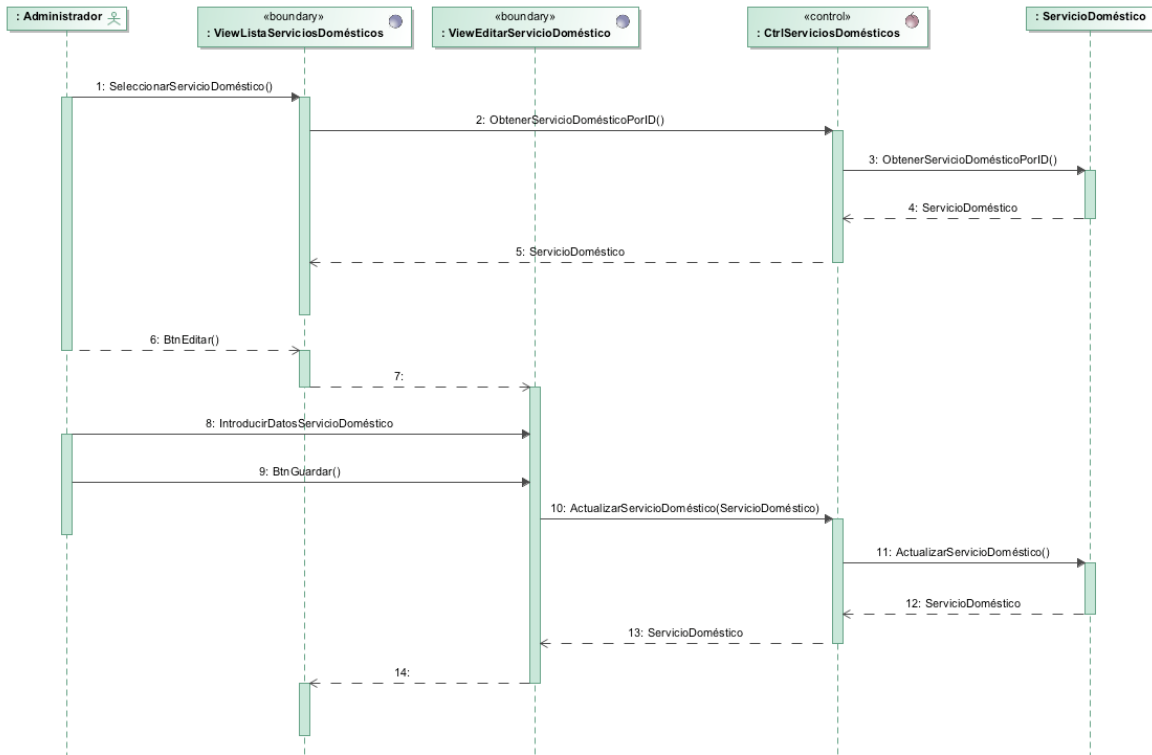 : Administrador
«boundary»
: ViewListaServiciosDomésticos
«boundary»
: ViewEditarServicioDoméstico
«control»
: CtrlServiciosDomésticos
: ServicioDoméstico
1: SeleccionarServicioDoméstico()
2: ObtenerServicioDomésticoPorID()
3: ObtenerServicioDomésticoPorID()
4: ServicioDoméstico
5: ServicioDoméstico
6: BtnEditar()
7:
8: IntroducirDatosServicioDoméstico
9: BtnGuardar()
10: ActualizarServicioDoméstico(ServicioDoméstico)
11: ActualizarServicioDoméstico()
12: ServicioDoméstico
13: ServicioDoméstico
14: